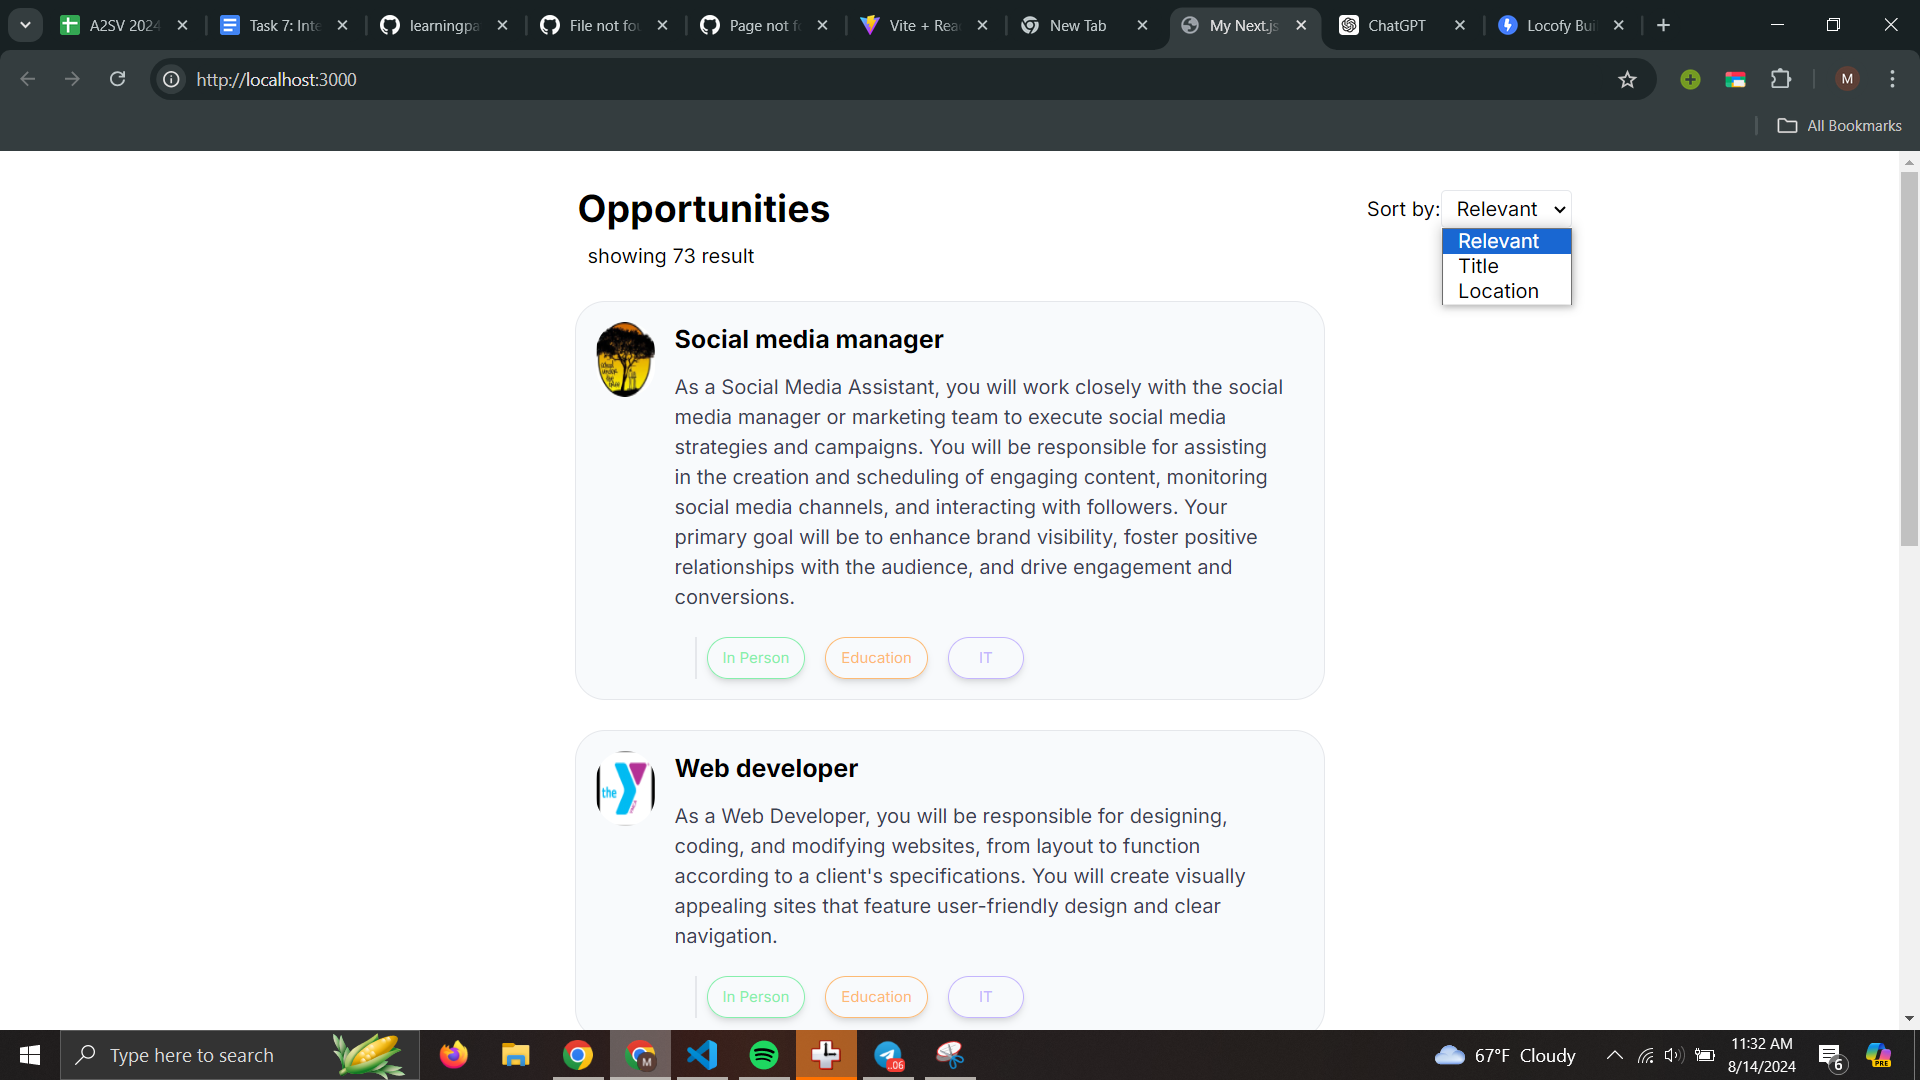 A2SV 2024
Task 7: Inte
learningpa
File not fou
Page not f
Vite + Rea
New Tab
My Next.js
ChatGPT
Locofy Bui
http://localhost:3000
M
All Bookmarks
Opportunities
Sort by: Relevant
showing 73 result
Relevant
Title
Location
Social media manager
As a Social Media Assistant, you will work closely with the social
media manager or marketing team to execute social media
strategies and campaigns. You will be responsible for assisting
in the creation and scheduling of engaging content, monitoring
social media channels, and interacting with followers. Your
primary goal will be to enhance brand visibility, foster positive
relationships with the audience, and drive engagement and
conversions.
In Person Education IT
the
Web developer
As a Web Developer, you will be responsible for designing,
coding, and modifying websites, from layout to function
according to a client's specifications. You will create visually
appealing sites that feature user-friendly design and clear
navigation.
In Person Education IT
Type here to search
M
..06
67°F Cloudy
11:32 AM
8/14/2024
6
PRE